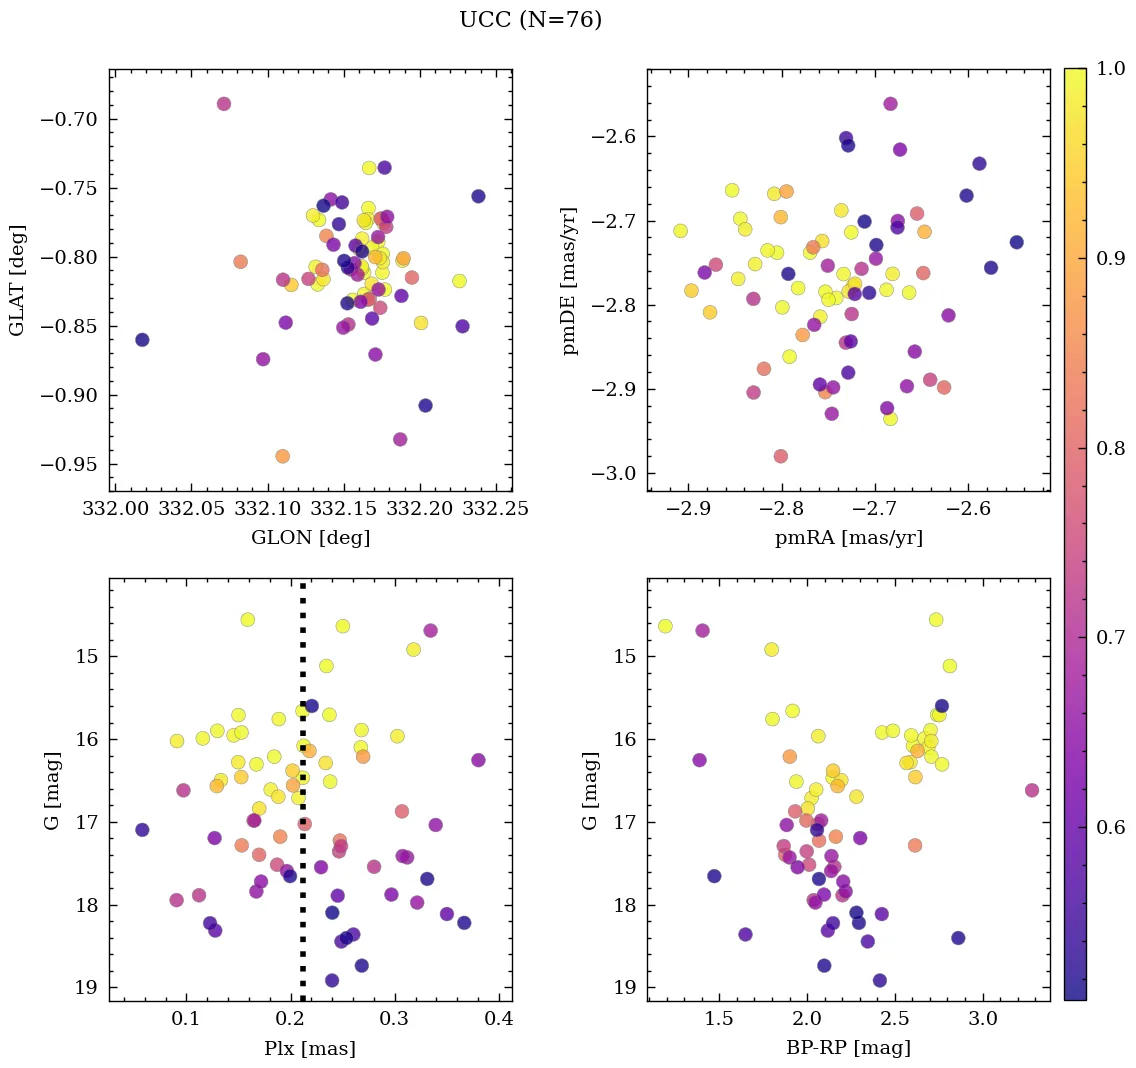 UCC (N=76)
−0.70
−0.75
−0.80
−0.85
−0.90
−0.95
GLAT [deg]
332.00 332.05 332.10 332.15 332.20 332.25
GLON [deg]
−2.6
−2.7
−2.8
−2.9
−3.0
pmDE [mas/yr]
−2.9 −2.8 −2.7 −2.6
pmRA [mas/yr]
15
16
17
18
19
G [mag]
0.1 0.2 0.3 0.4
Plx [mas]
15
16
17
18
19
G [mag]
1.5 2.0 2.5 3.0
BP-RP [mag]
1.0
0.9
0.8
0.7
0.6